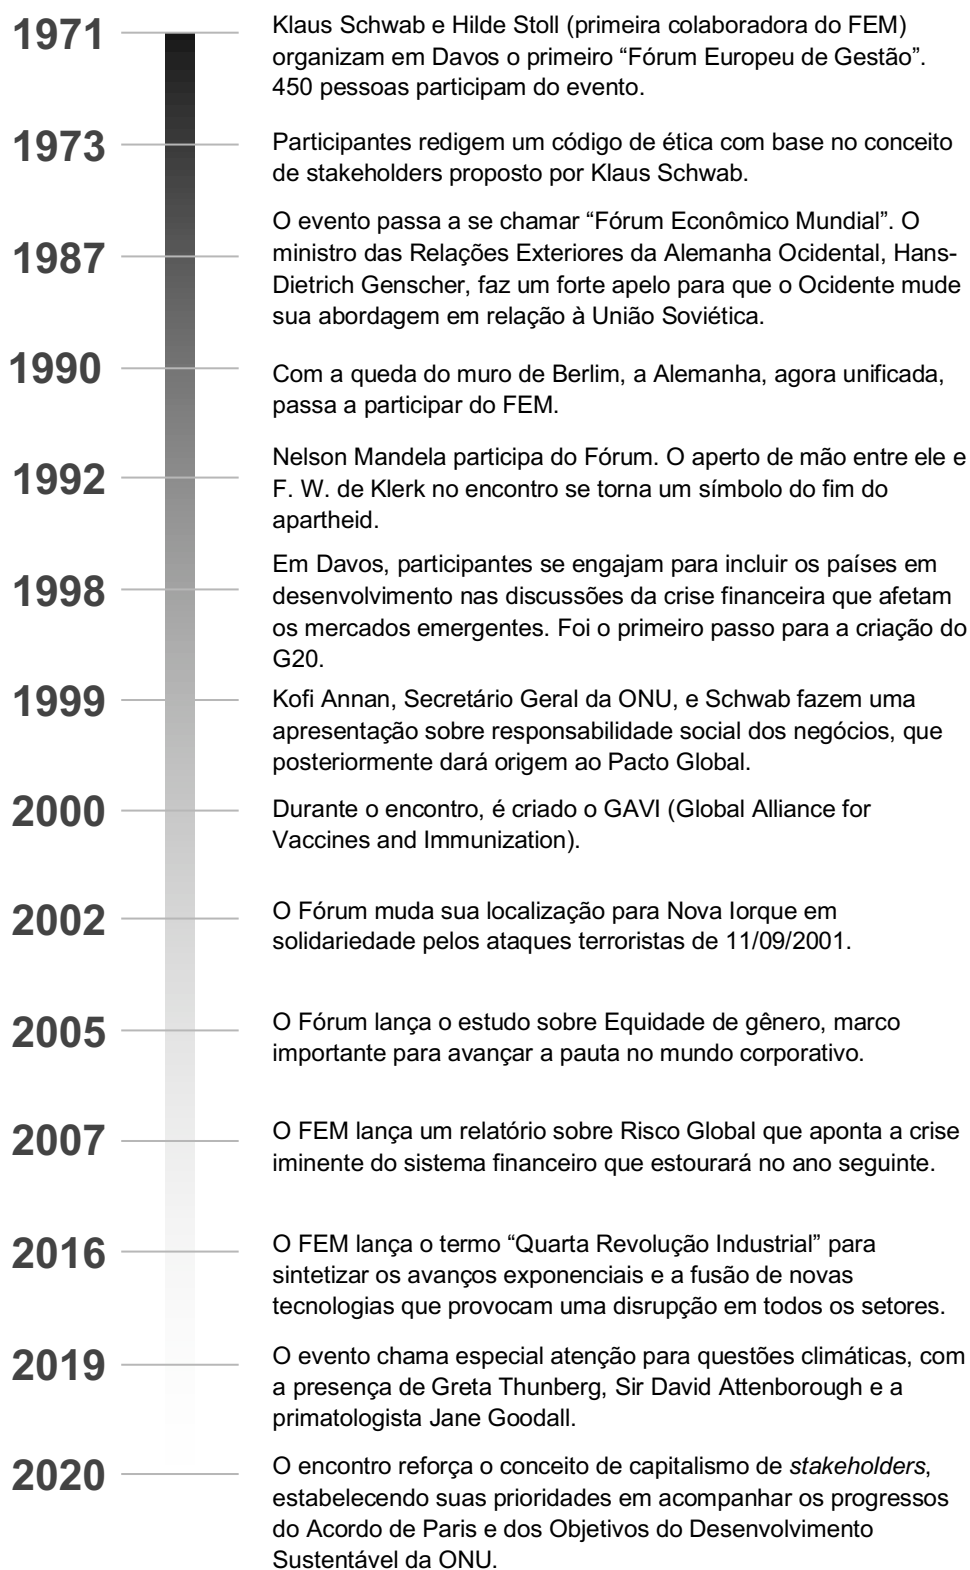 1971
Klaus Schwab e Hilde Stoll (primeira colaboradora do FEM)
organizam em Davos o primeiro “Fórum Europeu de Gestão”.
450 pessoas participam do evento.
1973
Participantes redigem um código de ética com base no conceito
de stakeholders proposto por Klaus Schwab.
1987
O evento passa a se chamar “Fórum Econômico Mundial”. O
ministro das Relações Exteriores da Alemanha Ocidental, Hans-
Dietrich Genscher, faz um forte apelo para que o Ocidente mude
sua abordagem em relação à União Soviética.
1990
Com a queda do muro de Berlim, a Alemanha, agora unificada,
passa a participar do FEM.
1992
Nelson Mandela participa do Fórum. O aperto de mão entre ele e
F. W. de Klerk no encontro se torna um símbolo do fim do
apartheid.
1998
Em Davos, participantes se engajam para incluir os países em
desenvolvimento nas discussões da crise financeira que afetam
os mercados emergentes. Foi o primeiro passo para a criação do
G20.
1999
Kofi Annan, Secretário Geral da ONU, e Schwab fazem uma
apresentação sobre responsabilidade social dos negócios, que
posteriormente dará origem ao Pacto Global.
2000
Durante o encontro, é criado o GAVI (Global Alliance for
Vaccines and Immunization).
2002
O Fórum muda sua localização para Nova Iorque em
solidariedade pelos ataques terroristas de 11/09/2001.
2005
O Fórum lança o estudo sobre Equidade de gênero, marco
importante para avançar a pauta no mundo corporativo.
2007
O FEM lança um relatório sobre Risco Global que aponta a crise
iminente do sistema financeiro que estourará no ano seguinte.
2016
O FEM lança o termo “Quarta Revolução Industrial” para
sintetizar os avanços exponenciais e a fusão de novas
tecnologias que provocam uma disrupção em todos os setores.
2019
O evento chama especial atenção para questões climáticas, com
a presença de Greta Thunberg, Sir David Attenborough e a
primatologista Jane Goodall.
2020
O encontro reforça o conceito de capitalismo de stakeholders,
estabelecendo suas prioridades em acompanhar os progressos
do Acordo de Paris e dos Objetivos do Desenvolvimento
Sustentável da ONU.